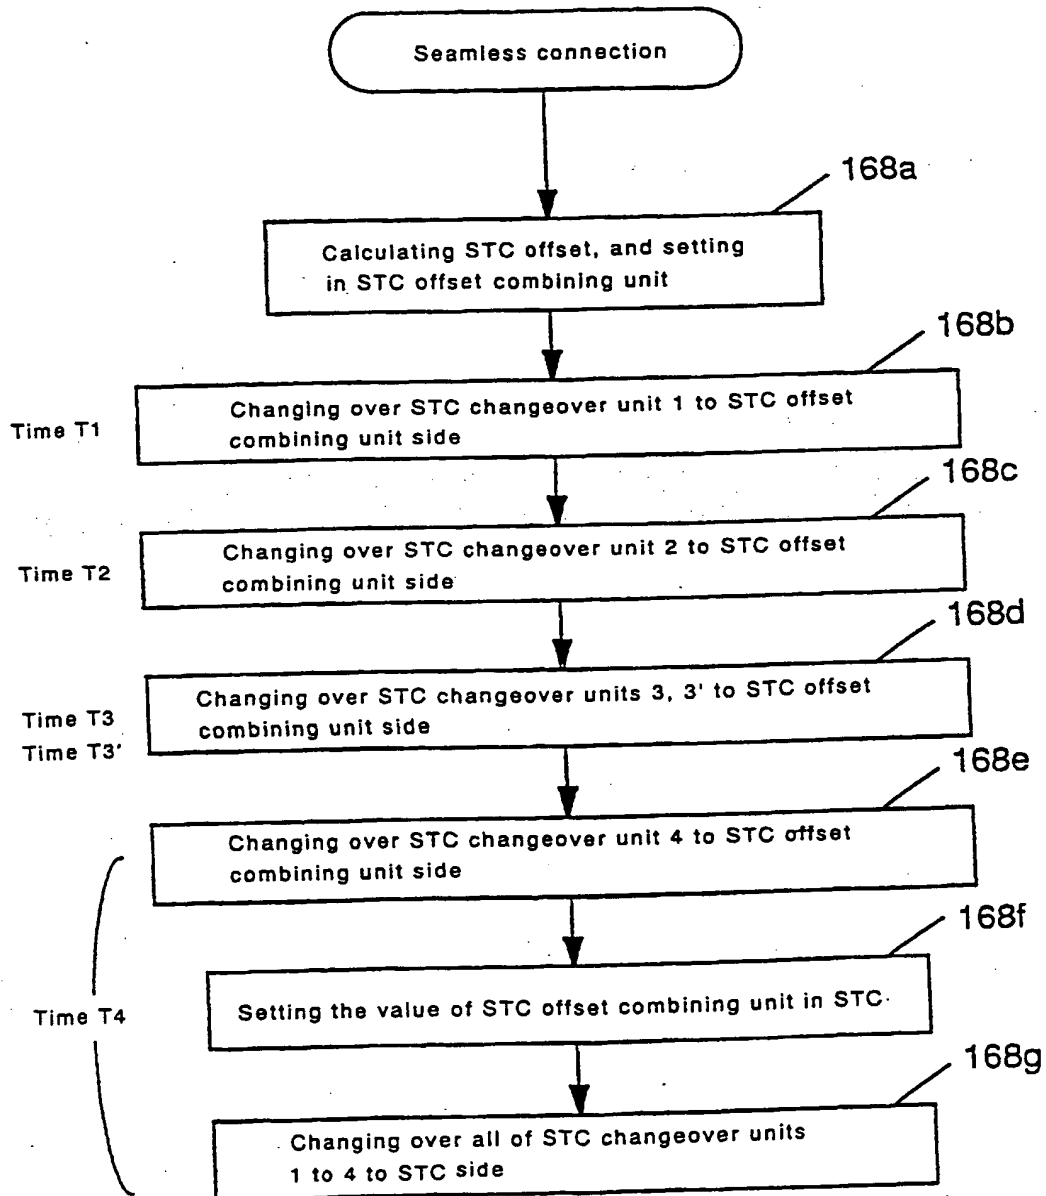 Seamless connection
168a
Calculating STC offset, and setting
in STC offset combining unit
168b
Time T1
Changing over STC changeover unit 1 to STC offset
combining unit side
168c
Time T2
Changing over STC changeover unit 2 to STC offset
combining unit side
168d
Time T3
Time T3'
Changing over STC changeover units 3, 3' to STC offset
combining unit side
168e
Changing over STC changeover unit 4 to STC offset
combining unit side
168f
Time T4
Setting the value of STC offset combining unit in STC
168g
Changing over all of STC changeover units
1 to 4 to STC side